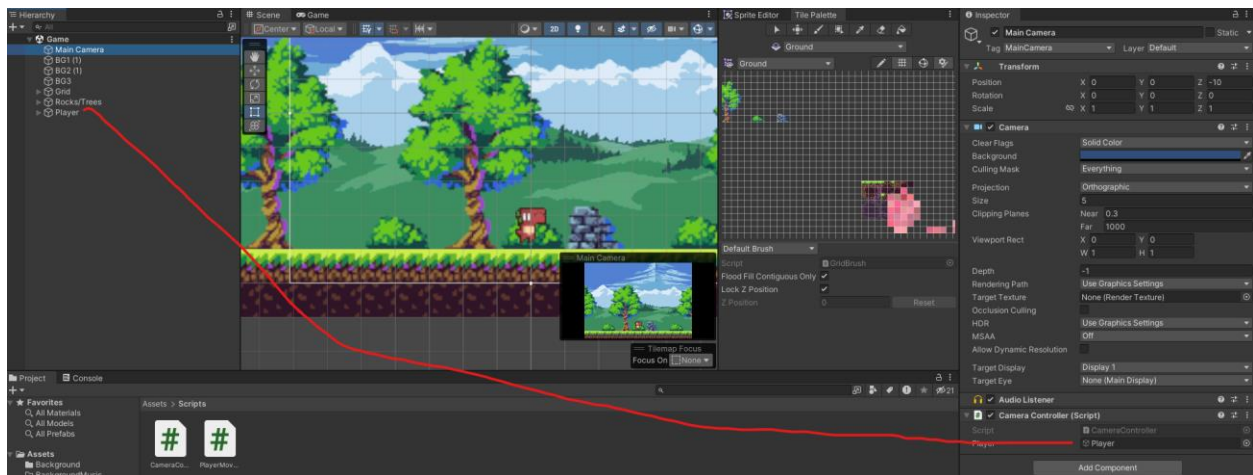 Hierarchy
All
Game
Main Camera
BG1 (1)
BG2 (1)
BG3
Grid
Rocks/Trees
Player
Scene
Game
Center
Local
2D
Main Camera
Tilemap Focus
Focus On None
Sprite Editor
Tile Palette
Ground
Ground
Default Brush
Script GridBrush
Flood Fill Contiguous Only
Lock Z Position
Z Position 0 Reset
Inspector
Main Camera Static
Tag MainCamera Layer Default
Transform
Position X 0 Y 0 Z -10
Rotation X 0 Y 0 Z 0
Scale X 1 Y 1 Z 1
Camera
Clear Flags Solid Color
Background
Culling Mask Everything
Projection Orthographic
Size 5
Clipping Planes Near 0.3
Far 1000
Viewport Rect X 0 Y 0
W 1 H 1
Depth -1
Rendering Path Use Graphics Settings
Target Texture None (Render Texture)
Occlusion Culling
HDR Use Graphics Settings
MSAA Off
Allow Dynamic Resolution
Target Display Display 1
Target Eye None (Main Display)
Audio Listener
Camera Controller (Script)
Script CameraController
Player Player
Add Component
Project
Console
21
Favorites
All Materials
All Models
All Prefabs
Assets
Background
BackgroundMusic
Assets > Scripts
#
#
CameraCo...
PlayerMov...